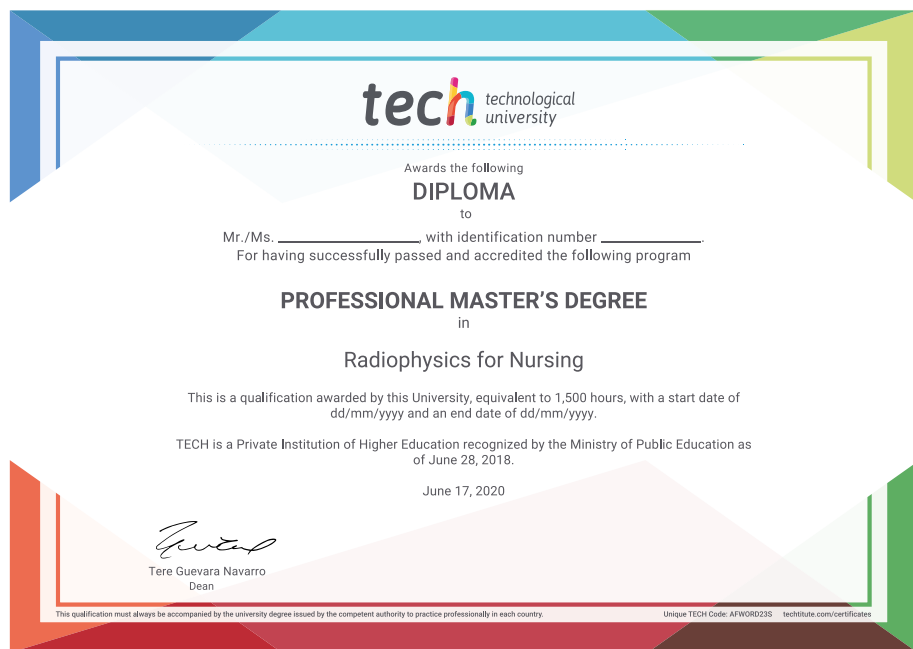 tech technological
university
Awards the following
DIPLOMA
to
Mr./Ms. ____________________, with identification number ______________.
For having successfully passed and accredited the following program
PROFESSIONAL MASTER'S DEGREE
in
Radiophysics for Nursing
This is a qualification awarded by this University, equivalent to 1,500 hours, with a start date of
dd/mm/yyyy and an end date of dd/mm/yyyy.
TECH is a Private Institution of Higher Education recognized by the Ministry of Public Education as
of June 28, 2018.
June 17, 2020
Tere Guevara Navarro
Dean
This qualification must always be accompanied by the university degree issued by the competent authority to practice professionally in each country. Unique TECH Code: AFWORD23S techtitute.com/certificates